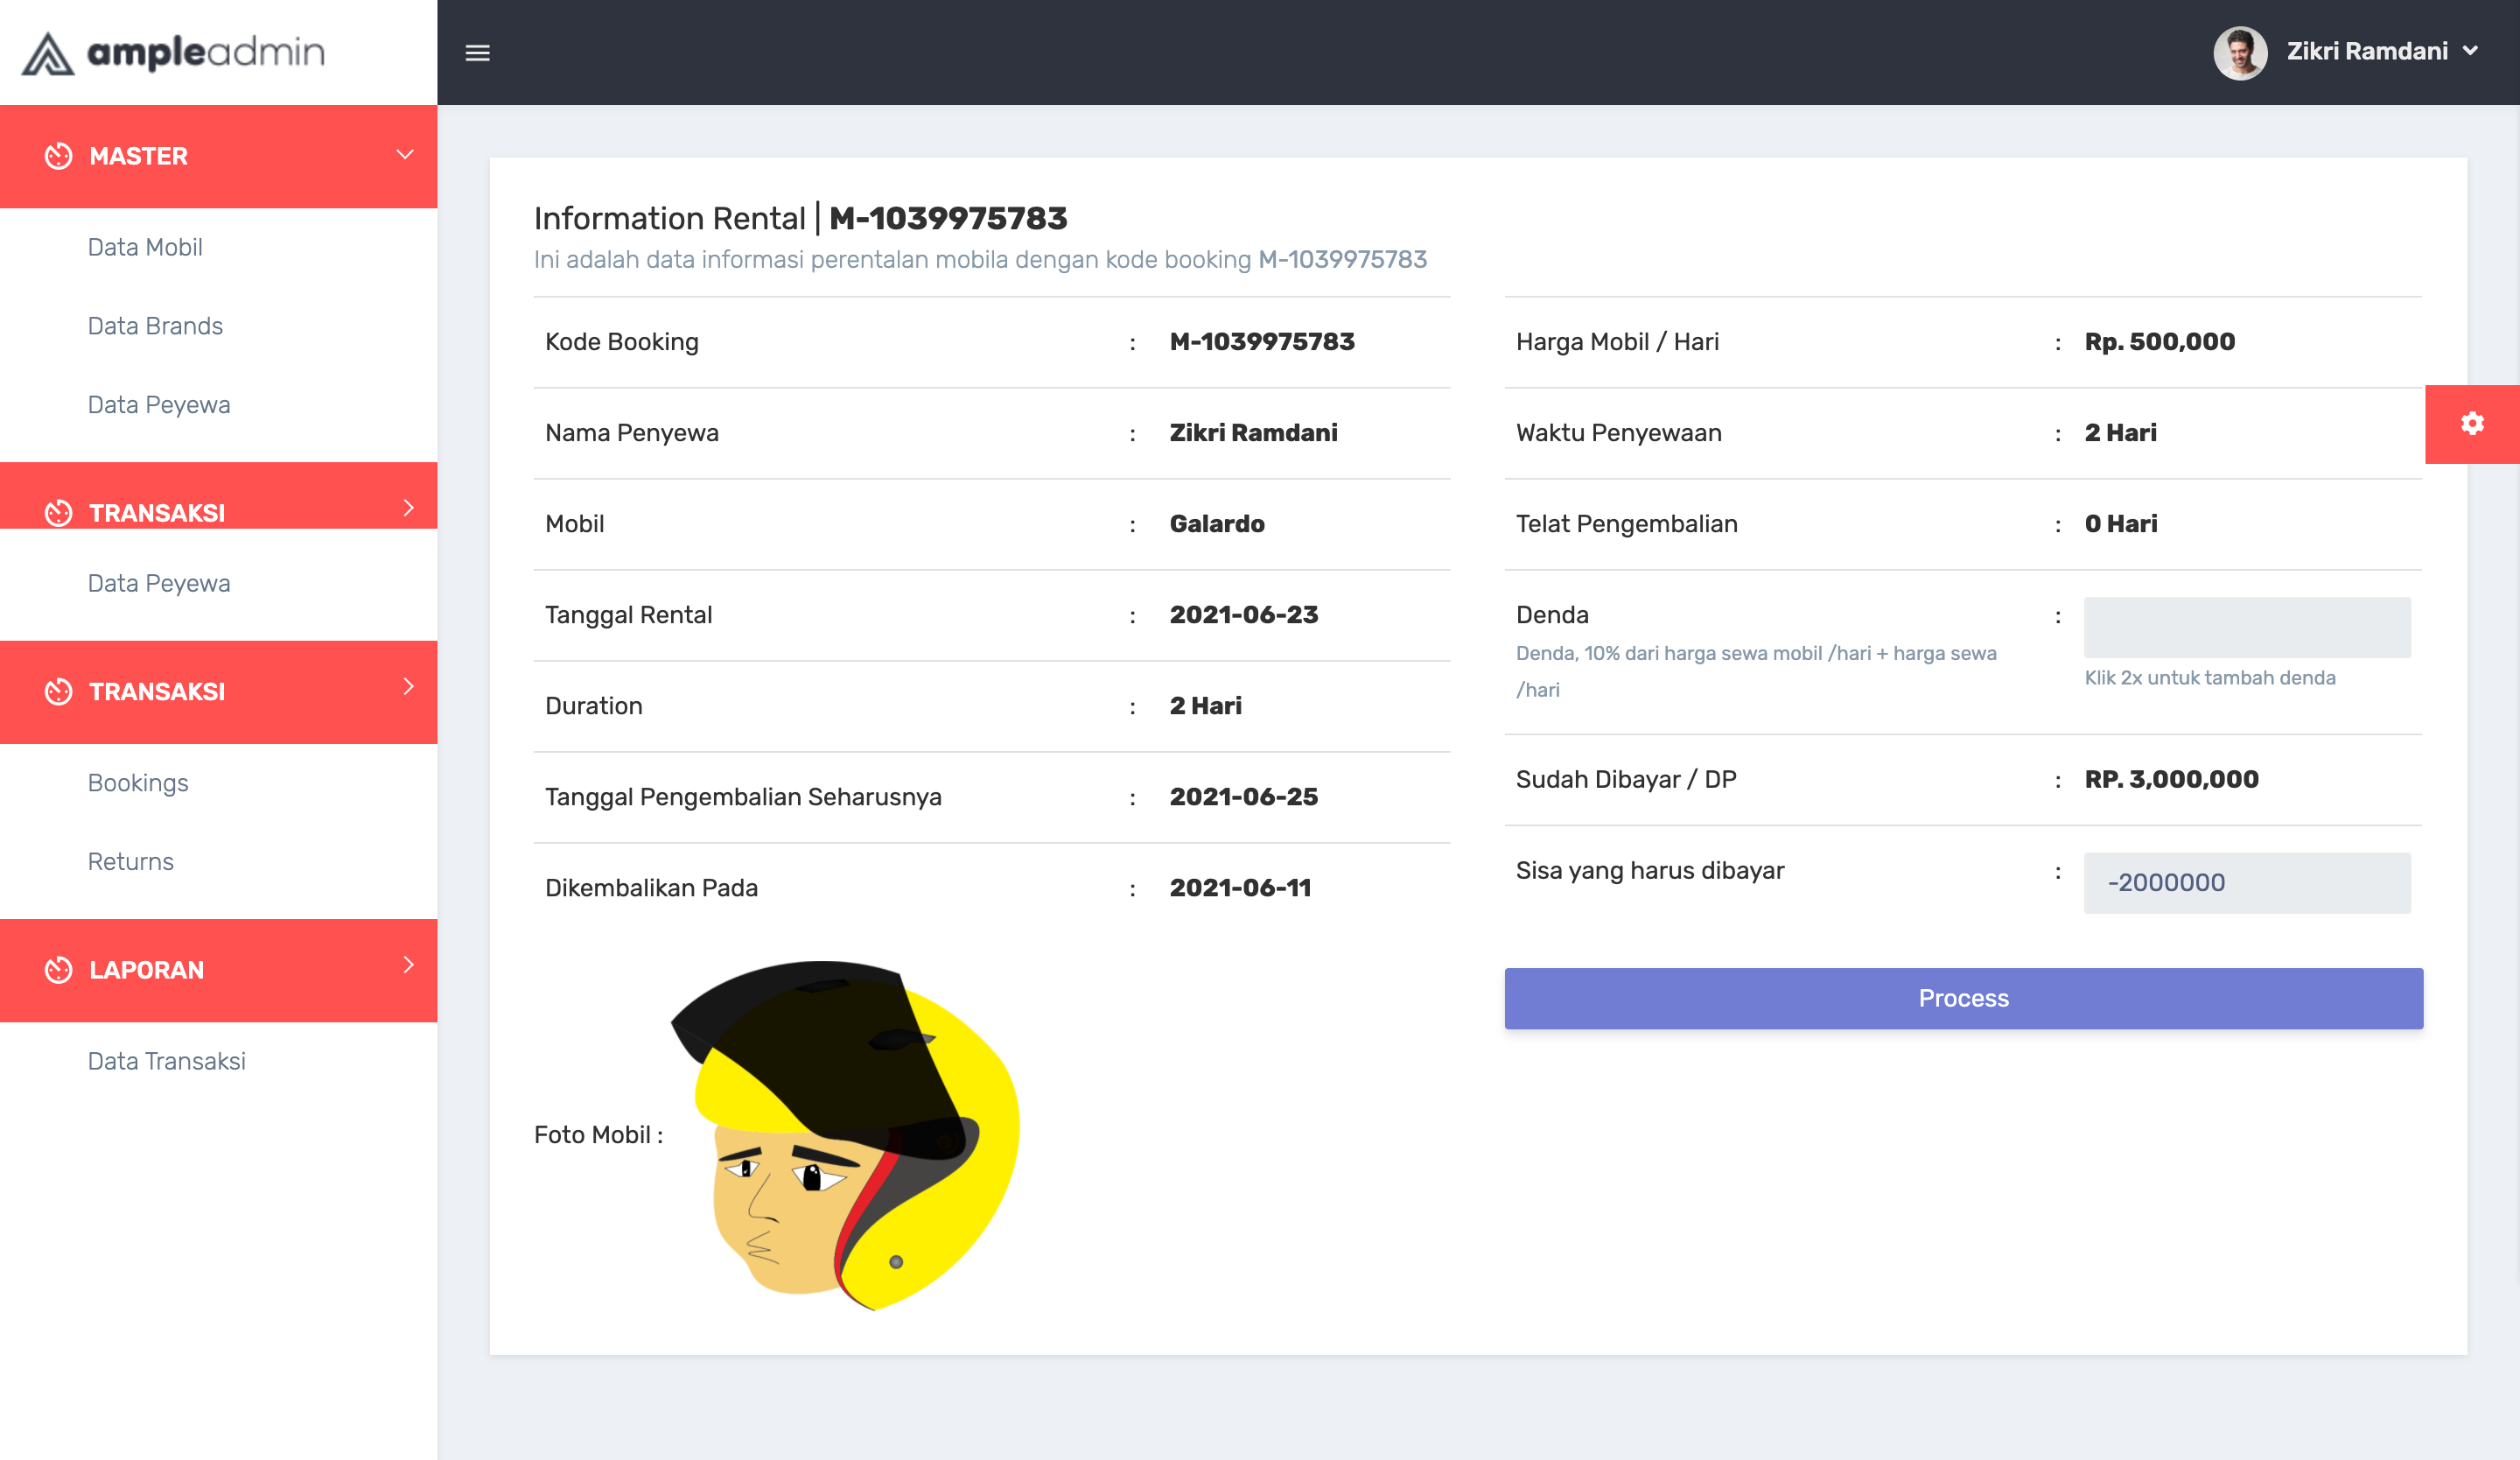 ampleadmin
Zikri Ramdani
MASTER
Data Mobil
Data Brands
Data Peyewa
TRANSAKSI
Data Peyewa
TRANSAKSI
Bookings
Returns
LAPORAN
Data Transaksi
Information Rental | M-1039975783
Ini adalah data informasi perentalan mobila dengan kode booking M-1039975783
Kode Booking : M-1039975783
Nama Penyewa : Zikri Ramdani
Mobil : Galardo
Tanggal Rental : 2021-06-23
Duration : 2 Hari
Tanggal Pengembalian Seharusnya : 2021-06-25
Dikembalikan Pada : 2021-06-11
Foto Mobil :
Harga Mobil / Hari : Rp. 500,000
Waktu Penyewaan : 2 Hari
Telat Pengembalian : 0 Hari
Denda :
Denda, 10% dari harga sewa mobil /hari + harga sewa
/hari
Klik 2x untuk tambah denda
Sudah Dibayar / DP : RP. 3,000,000
Sisa yang harus dibayar : -2000000
Process